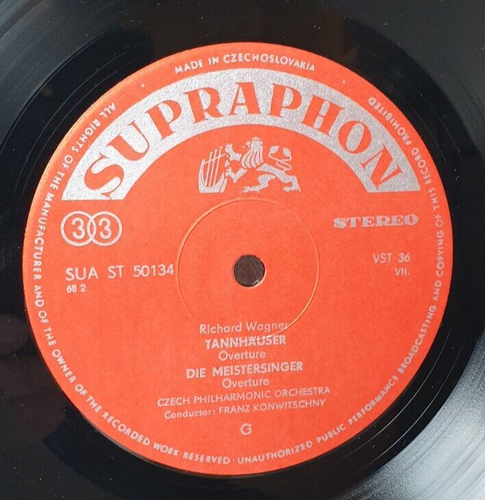 MADE IN CZECHOSLOVAKIA
ALL RIGHTS OF THE MANUFACTURER AND OF THE OWNER OF THE RECORDED WORK RESERVED · UNAUTHORIZED PUBLIC PERFORMANCE BROADCASTING AND COPYING OF THIS RECORD PROHIBITED
SUPRAPHON
33
STEREO
SUA ST 50134
68 2
VST 36
VII.
Richard Wagner
TANNHÄUSER
Overture
DIE MEISTERSINGER
Overture
CZECH PHILHARMONIC ORCHESTRA
Conductor: FRANZ KONWITSCHNY
G